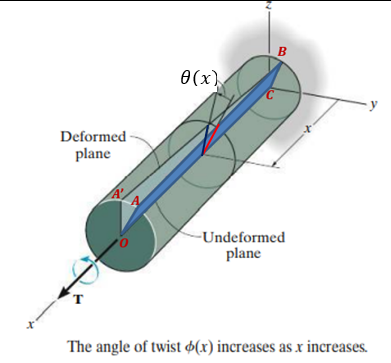 z
B
θ(x)
C
y
x
Deformed
plane
A'
A
O
Undeformed
plane
T
x
The angle of twist ϕ(x) increases as x increases.